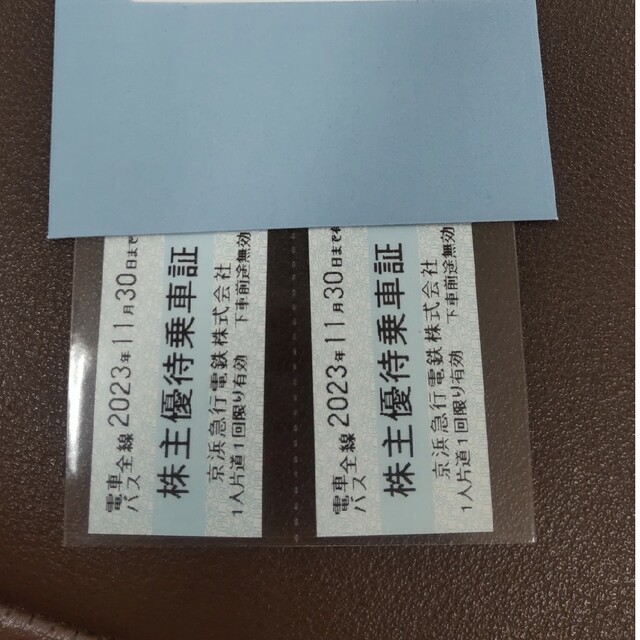 電車
バス全線 2023年11月30日まで
株主優待乗車証
京浜急行電鉄株式会社
1人片道1回限り有効 下車前途無効
電車
バス全線 2023年11月30日まで
株主優待乗車証
京浜急行電鉄株式会社
1人片道1回限り有効 下車前途無効